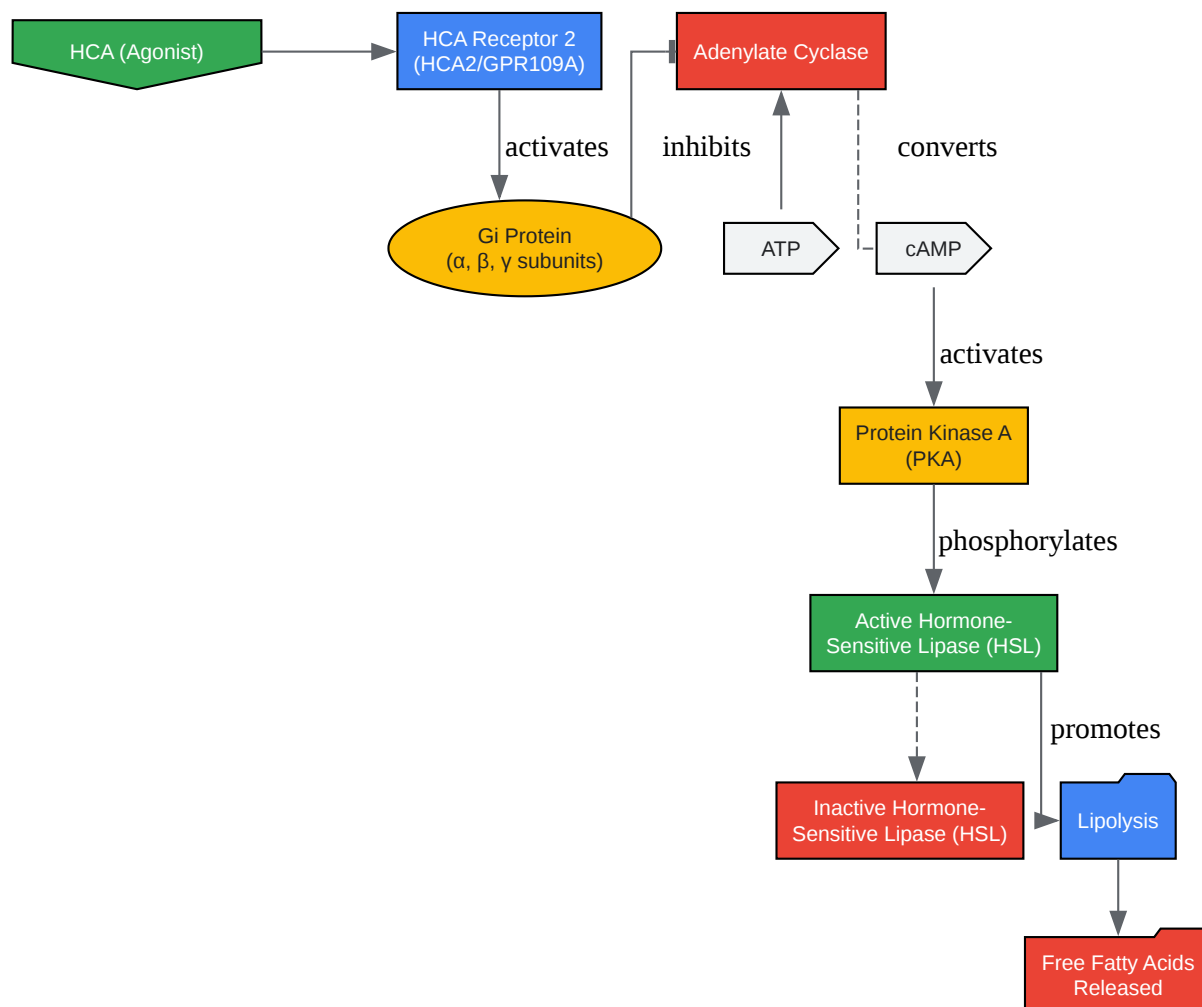 HCA (Agonist)
HCA Receptor 2
(HCA2/GPR109A)
Adenylate Cyclase
activates
inhibits
converts
Gi Protein
(α, β, γ subunits)
ATP
cAMP
activates
Protein Kinase A
(PKA)
phosphorylates
Active Hormone-
Sensitive Lipase (HSL)
promotes
Inactive Hormone-
Sensitive Lipase (HSL)
Lipolysis
Free Fatty Acids
Released